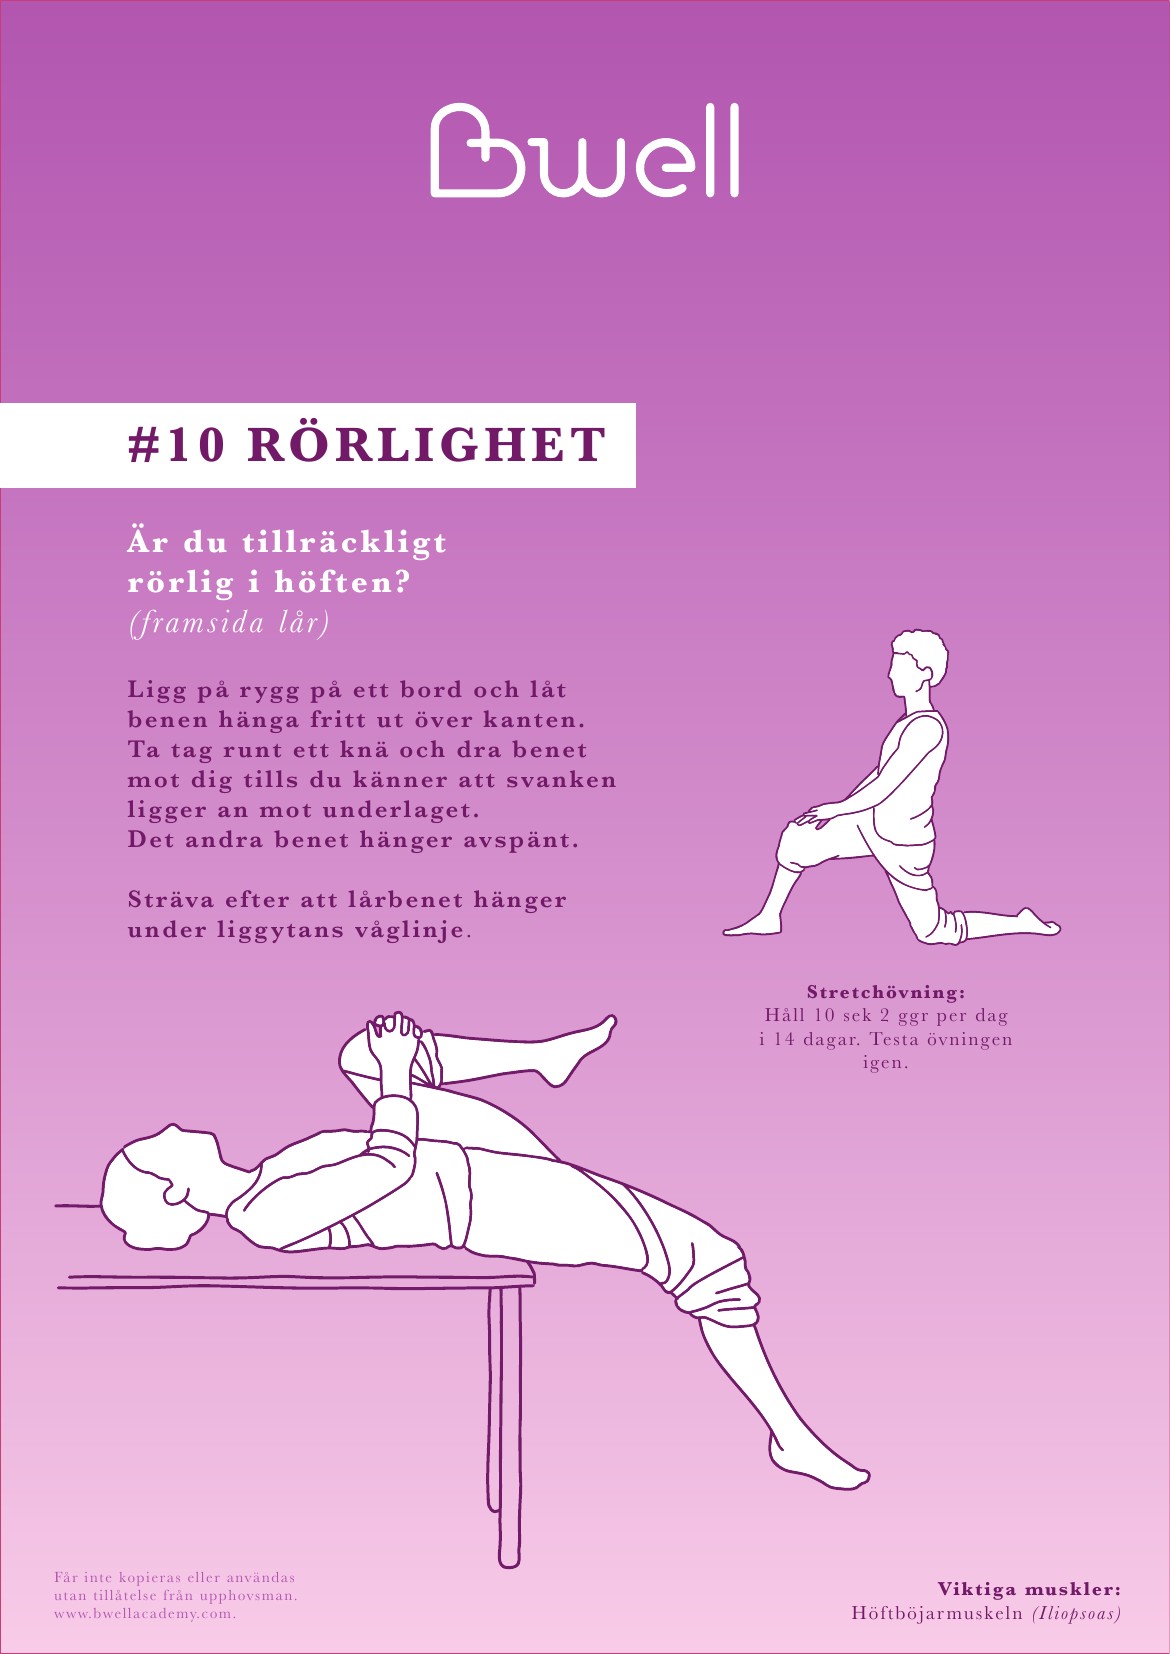 Bwell
#10 RÖRLIGHET
Är du tillräckligt
rörlig i höften?
(framsida lår)
Ligg på rygg på ett bord och låt
benen hänga fritt ut över kanten.
Ta tag runt ett knä och dra benet
mot dig tills du känner att svanken
ligger an mot underlaget.
Det andra benet hänger avspänt.
Sträva efter att lårbenet hänger
under liggytans våglinje.
Stretchövning:
Håll 10 sek 2 ggr per dag
i 14 dagar. Testa övningen
igen.
Får inte kopieras eller användas
utan tillåtelse från upphovsman.
www.bwellacademy.com.
Viktiga muskler:
Höftböjarmuskeln (Iliopsoas)